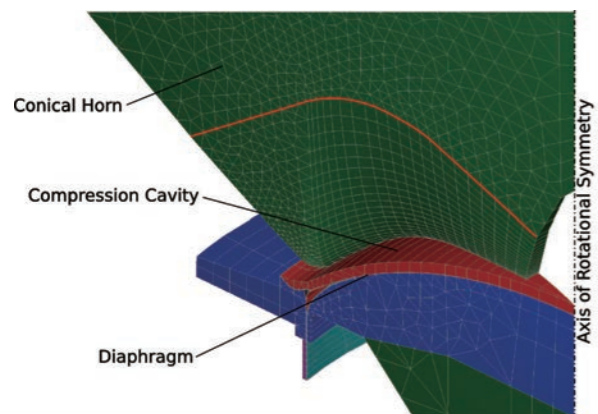 Conical Horn
Compression Cavity
Diaphragm
Axis of Rotational Symmetry